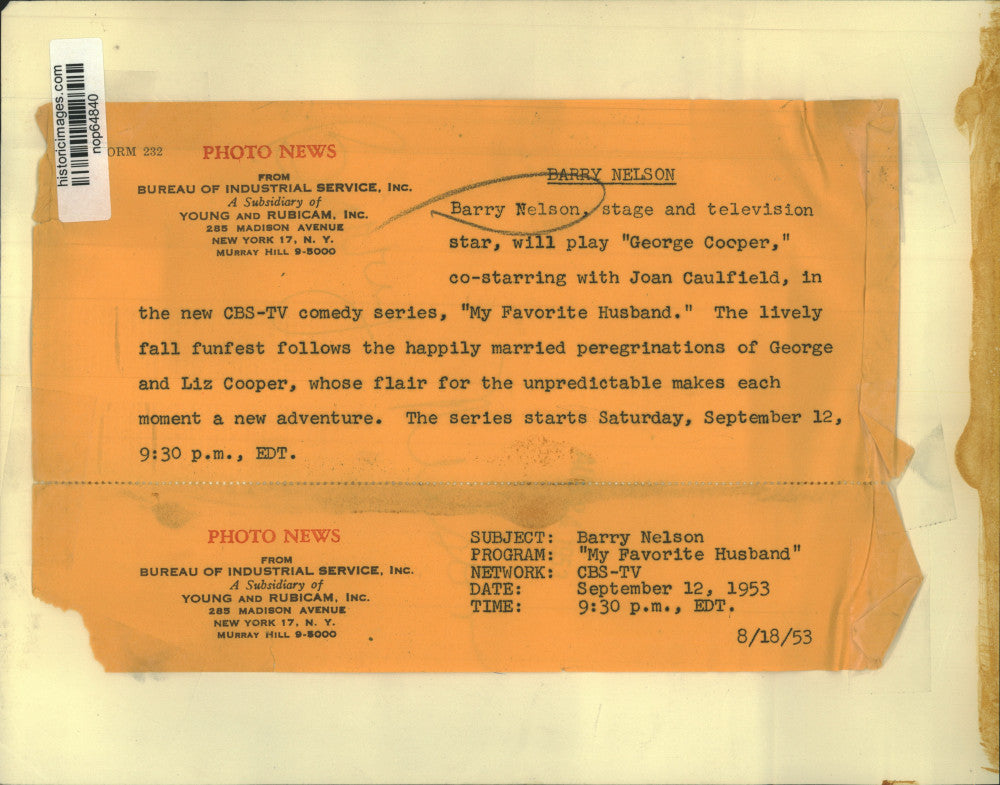 historicimages.com
nop64840
ORM 232
PHOTO NEWS
FROM
BUREAU OF INDUSTRIAL SERVICE, INC.
A Subsidiary of
YOUNG AND RUBICAM, INC.
285 MADISON AVENUE
NEW YORK 17, N. Y.
MURRAY HILL 9-5000
BARRY NELSON
Barry Nelson, stage and television
star, will play "George Cooper,"
co-starring with Joan Caulfield, in
the new CBS-TV comedy series, "My Favorite Husband." The lively
fall funfest follows the happily married peregrinations of George
and Liz Cooper, whose flair for the unpredictable makes each
moment a new adventure. The series starts Saturday, September 12,
9:30 p.m., EDT.
PHOTO NEWS
FROM
BUREAU OF INDUSTRIAL SERVICE, INC.
A Subsidiary of
YOUNG AND RUBICAM, INC.
285 MADISON AVENUE
NEW YORK 17, N. Y.
MURRAY HILL 9-5000
SUBJECT: Barry Nelson
PROGRAM: "My Favorite Husband"
NETWORK: CBS-TV
DATE: September 12, 1953
TIME: 9:30 p.m., EDT.
8/18/53